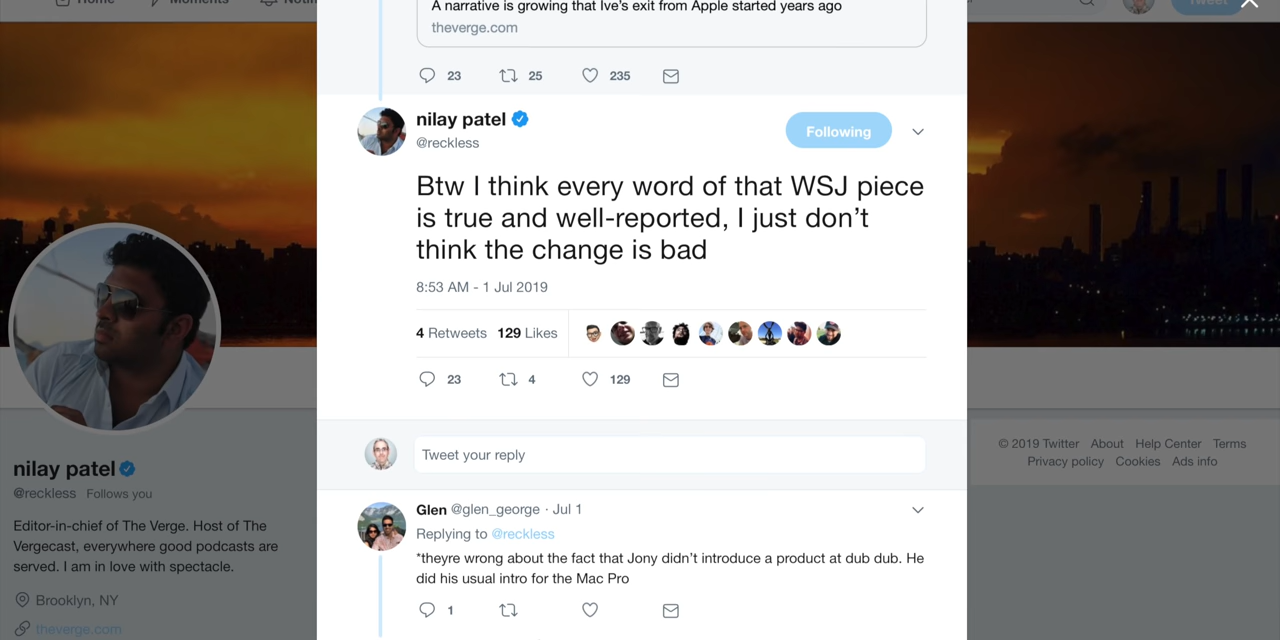 Home Moments
A narrative is growing that Ive’s exit from Apple started years ago
theverge.com
23 25 235
nilay patel
@reckless
Following
Btw I think every word of that WSJ piece
is true and well-reported, I just don’t
think the change is bad
8:53 AM - 1 Jul 2019
4 Retweets 129 Likes
23 4 129
Tweet your reply
Glen @glen_george · Jul 1
Replying to @reckless
*theyre wrong about the fact that Jony didn’t introduce a product at dub dub. He
did his usual intro for the Mac Pro
1
nilay patel
@reckless Follows you
Editor-in-chief of The Verge. Host of The
Vergecast, everywhere good podcasts are
served. I am in love with spectacle.
Brooklyn, NY
theverge.com
Tweet
© 2019 Twitter About Help Center Terms
Privacy policy Cookies Ads info